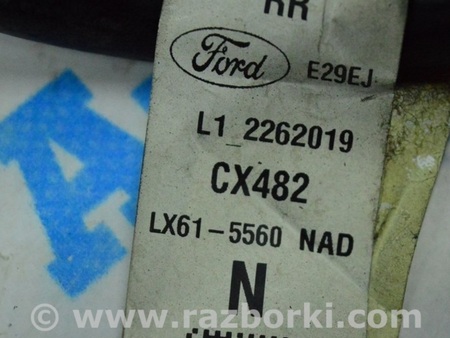 RR
Ford E29EJ
L1 2262019
CX482
LX61-5560 NAD
N
© www.razborki.com